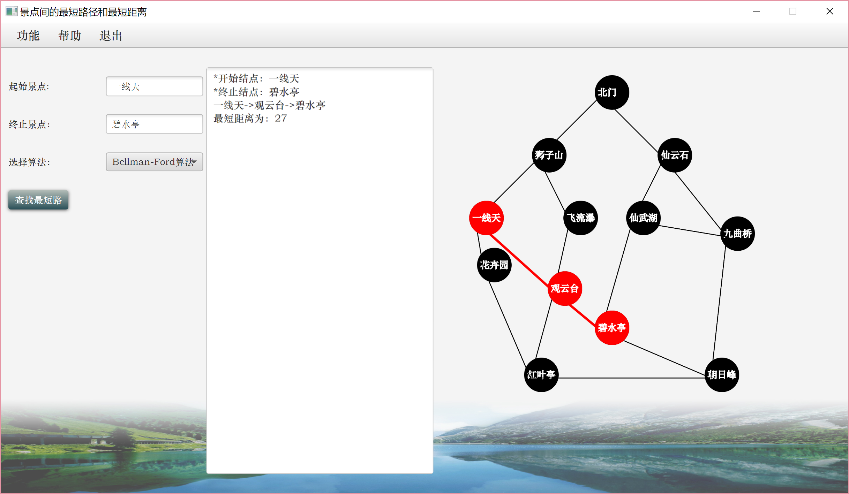 景点间的最短路径和最短距离
功能 帮助 退出
起始景点: 一线天
终止景点: 碧水亭
选择算法: Bellman-Ford算法
查找最短路
*开始结点: 一线天
*终止结点: 碧水亭
一线天->观云台->碧水亭
最短距离为: 27
北门
狮子山
仙云石
一线天
飞流瀑
仙武湖
九曲桥
花卉园
观云台
碧水亭
红叶亭
朝日峰